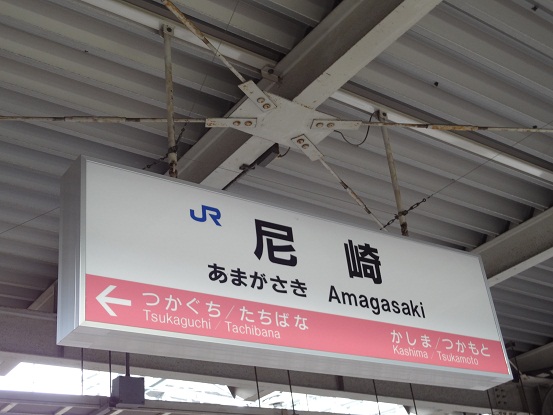 JR 尼崎
あまがさき Amagasaki
← つかぐち/たちばな
Tsukaguchi/Tachibana
かしま/つかもと
Kashima/Tsukamoto